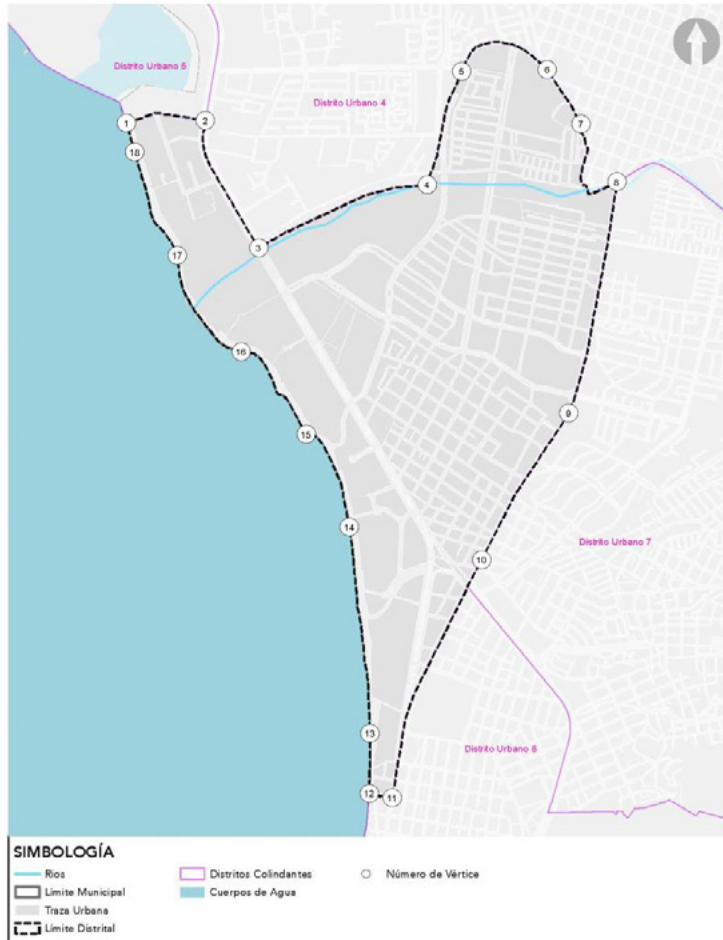 Distrito Urbano 5
Distrito Urbano 4
5
6
7
1
2
18
4
8
3
17
16
9
15
14
Distrito Urbano 7
10
13
Distrito Urbano 8
12
11
SIMBOLOGÍA
Ríos
Distritos Colindantes
Número de Vértice
Límite Municipal
Cuerpos de Agua
Traza Urbana
Límite Distrital